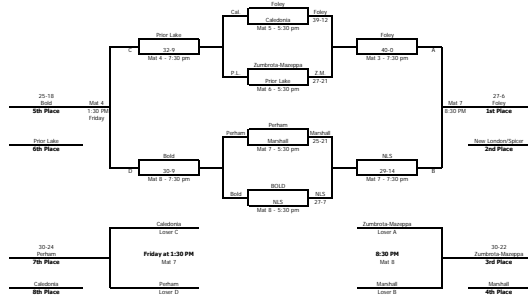 Foley
Cal.
Caledonia
Foley
39-12
Mat 5 - 5:30 pm
Prior Lake
C
32-9
Mat 4 - 7:30 pm
Foley
40-0
A
Mat 3 - 7:30 pm
Zumbrota-Mazeppa
P.L.
Prior Lake
Z.M.
27-21
Mat 6 - 5:30 pm
25-18
Bold
5th Place
Mat 4
1:30 PM
Friday
Mat 7
8:30 PM
27-6
Foley
1st Place
Prior Lake
6th Place
Perham
Perham
Marshall
Marshall
25-21
Mat 7 - 5:30 pm
New London/Spicer
2nd Place
Bold
D
30-9
Mat 8 - 7:30 pm
NLS
29-14
B
Mat 7 - 7:30 pm
BOLD
Bold
NLS
NLS
27-7
Mat 8 - 5:30 pm
Caledonia
Loser C
Zumbrota-Mazeppa
Loser A
30-24
Perham
7th Place
Friday at 1:30 PM
Mat 7
8:30 PM
Mat 8
30-22
Zumbrota-Mazeppa
3rd Place
Caledonia
8th Place
Perham
Loser D
Marshall
Loser B
Marshall
4th Place